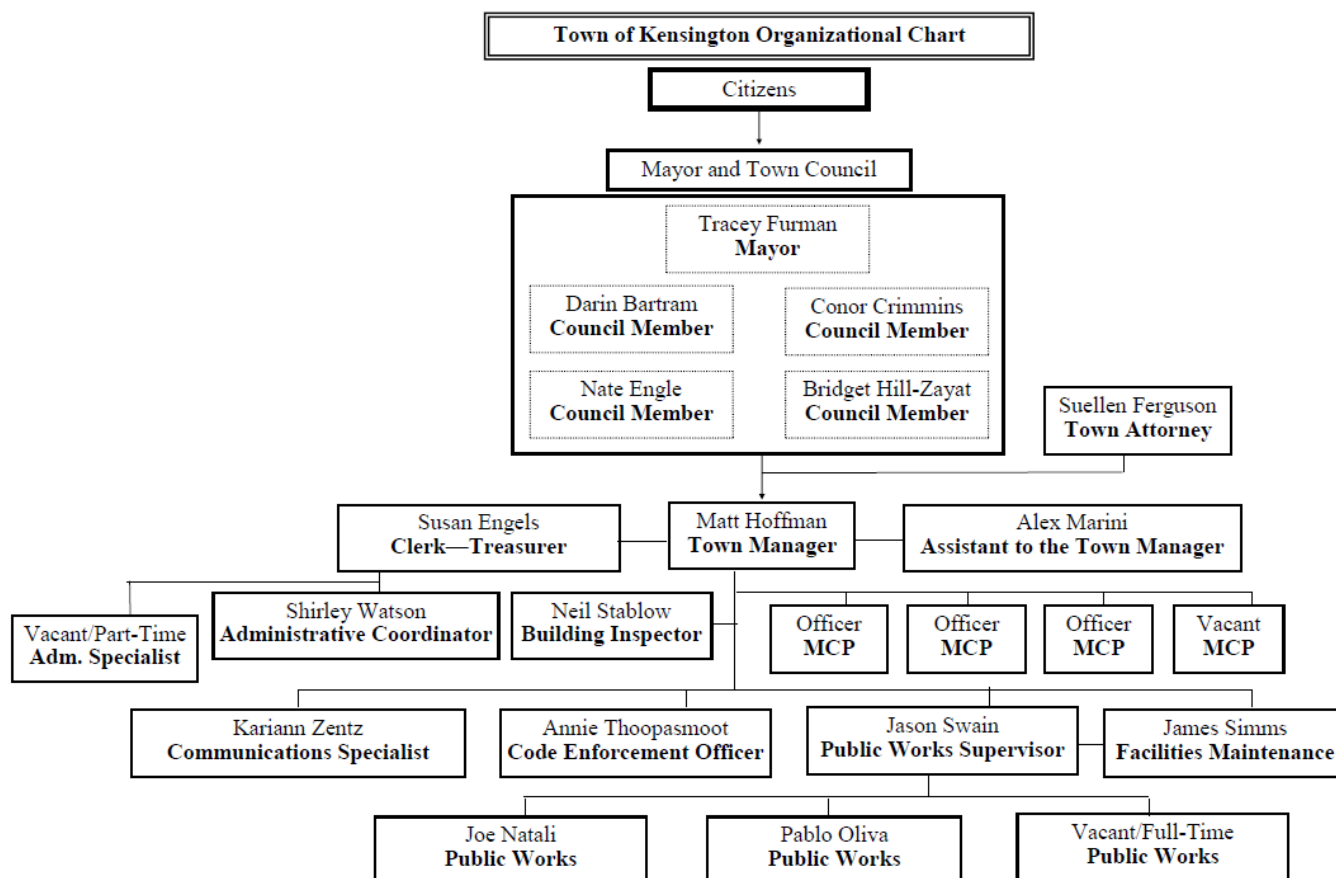 Town of Kensington Organizational Chart
Citizens
Mayor and Town Council
Tracey Furman
Mayor
Darin Bartram
Council Member
Conor Crimmins
Council Member
Nate Engle
Council Member
Bridget Hill-Zayat
Council Member
Suellen Ferguson
Town Attorney
Susan Engels
Clerk—Treasurer
Matt Hoffman
Town Manager
Alex Marini
Assistant to the Town Manager
Vacant/Part-Time
Adm. Specialist
Shirley Watson
Administrative Coordinator
Neil Stablow
Building Inspector
Officer
MCP
Officer
MCP
Officer
MCP
Vacant
MCP
Kariann Zentz
Communications Specialist
Annie Thoopasmoot
Code Enforcement Officer
Jason Swain
Public Works Supervisor
James Simms
Facilities Maintenance
Joe Natali
Public Works
Pablo Oliva
Public Works
Vacant/Full-Time
Public Works